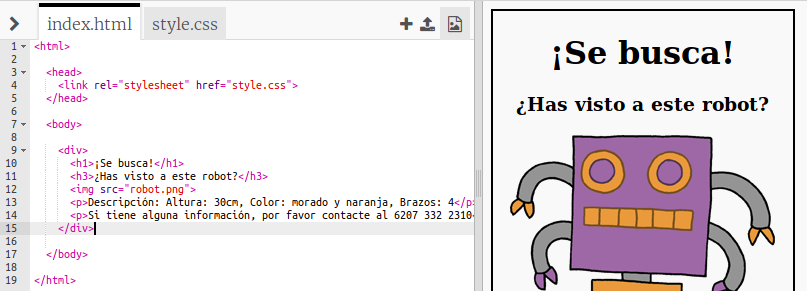 index.html style.css
1 <html>
2
3 <head>
4 <link rel="stylesheet" href="style.css">
5 </head>
6
7 <body>
8
9 <div>
10 <h1>¡Se busca!</h1>
11 <h3>¿Has visto a este robot?</h3>
12 <img src="robot.png">
13 <p>Descripción: Altura: 30cm, Color: morado y naranja, Brazos: 4</p>
14 <p>Si tiene alguna información, por favor contacte al 6207 332 2310
15 </div>
16
17 </body>
18
19 </html>
¡Se busca!
¿Has visto a este robot?